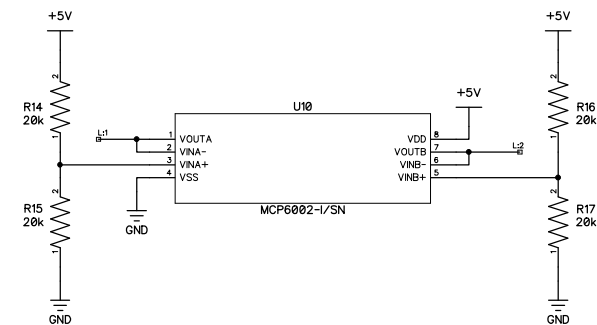 +5V
+5V
2
R14
20k
1
+5V
2
R16
20k
1
U10
L:1
1 VOUTA
2 VINA-
3 VINA+
4 VSS
VDD 8
VOUTB 7
VINB- 6
VINB+ 5
L:2
MCP6002-I/SN
GND
2
R15
20k
1
2
R17
20k
1
GND
GND